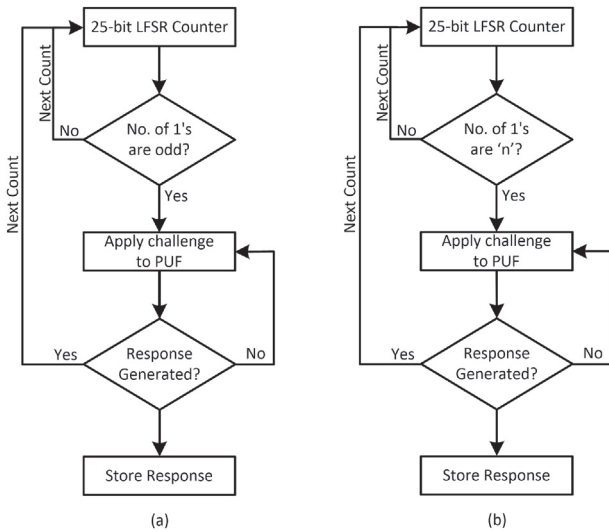 25-bit LFSR Counter
Next Count
Next Count
No. of 1's
are odd?
No
Yes
Apply challenge
to PUF
Yes
Response
Generated?
No
Store Response
(a)
25-bit LFSR Counter
Next Count
Next Count
No. of 1's
are ‘n’?
No
Yes
Apply challenge
to PUF
Yes
Response
Generated?
No
Store Response
(b)